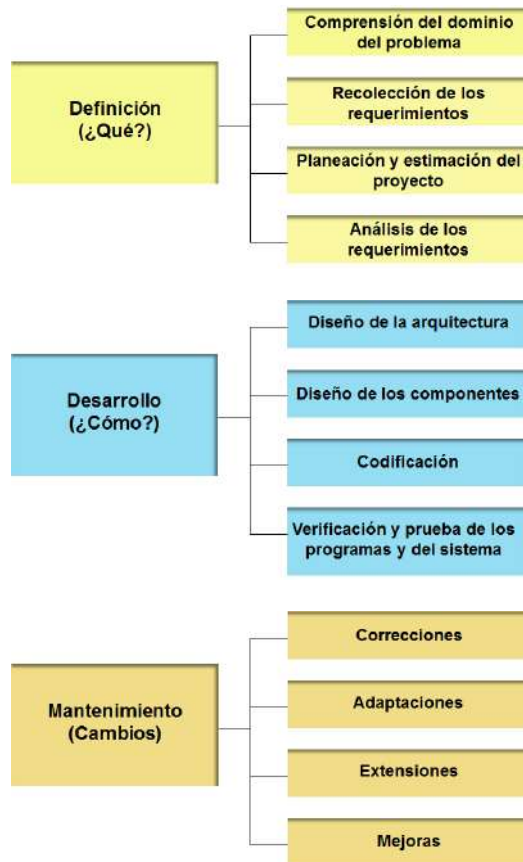 Definición
(¿Qué?)
Comprensión del dominio
del problema
Recolección de los
requerimientos
Planeación y estimación del
proyecto
Análisis de los
requerimientos
Desarrollo
(¿Cómo?)
Diseño de la arquitectura
Diseño de los componentes
Codificación
Verificación y prueba de los
programas y del sistema
Mantenimiento
(Cambios)
Correcciones
Adaptaciones
Extensiones
Mejoras